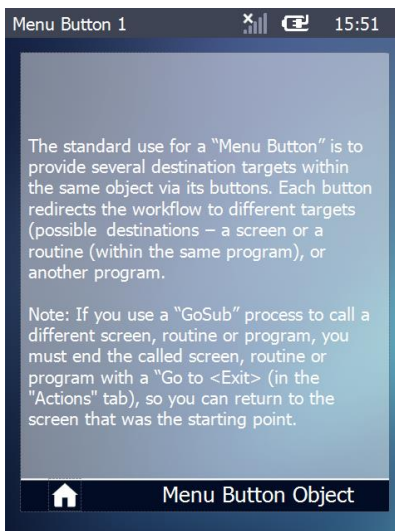 Menu Button 1 15:51
The standard use for a “Menu Button” is to
provide several destination targets within
the same object via its buttons. Each button
redirects the workflow to different targets
(possible  destinations – a screen or a
routine (within the same program), or
another program.
Note: If you use a “GoSub” process to call a
different screen, routine or program, you
must end the called screen, routine or
program with a “Go to <Exit> (in the
"Actions" tab), so you can return to the
screen that was the starting point.
Menu Button Object